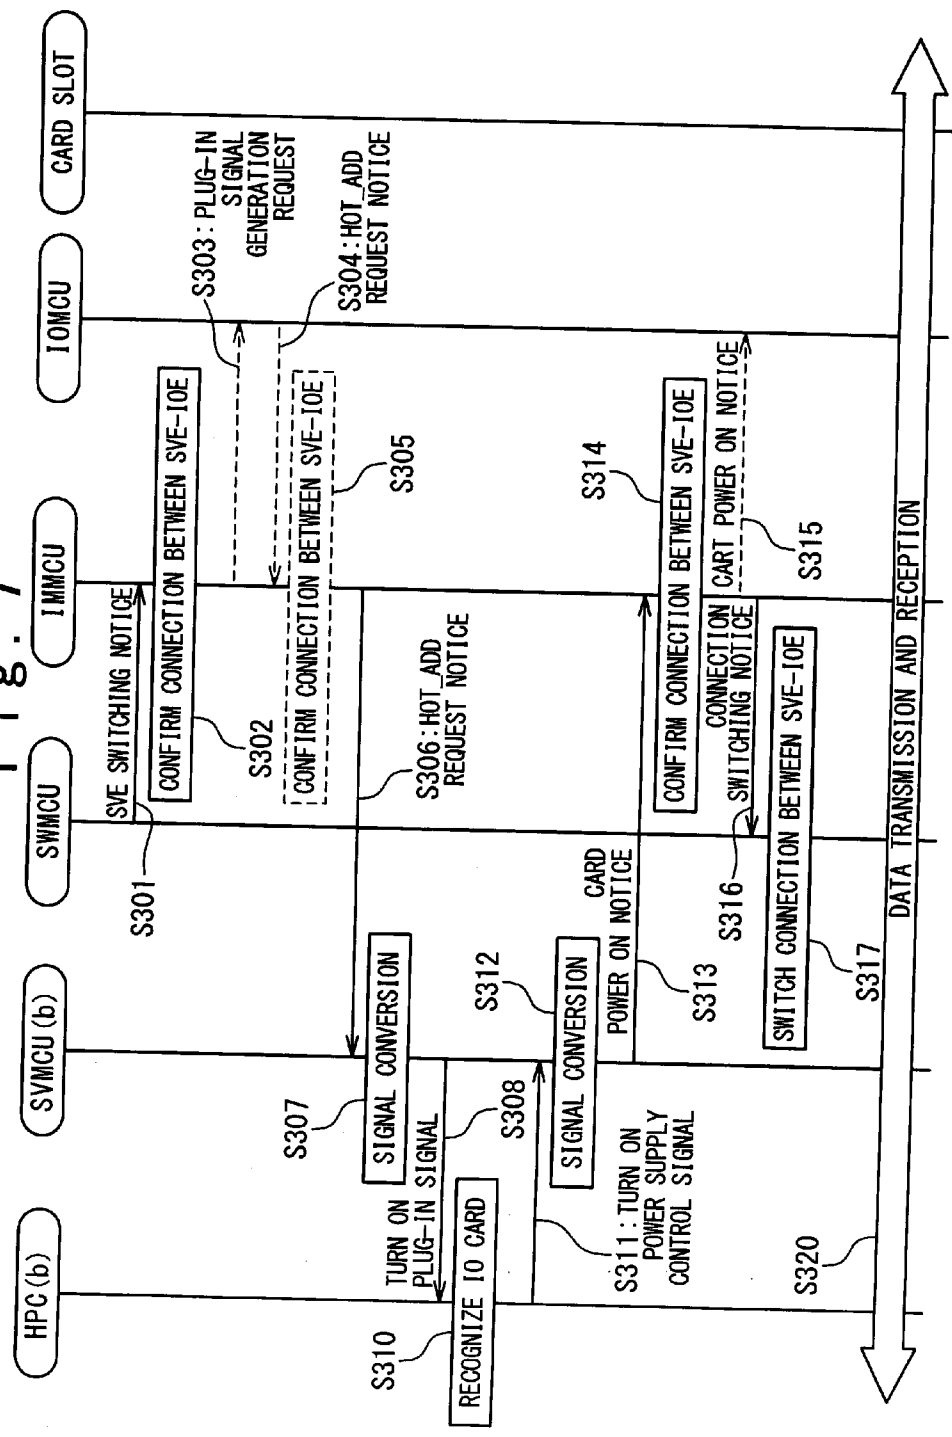 Fig. 7
HPC(b)
SVMCU(b)
SWMCU
IMMCU
IOMCU
CARD SLOT
SVE SWITCHING NOTICE
S301
CONFIRM CONNECTION BETWEEN SVE-IOE
S302
S303:PLUG-IN
SIGNAL
GENERATION
REQUEST
S304:HOT_ADD
REQUEST NOTICE
CONFIRM CONNECTION BETWEEN SVE-IOE
S305
S306:HOT_ADD
REQUEST NOTICE
SIGNAL CONVERSION
S307
TURN ON
PLUG-IN SIGNAL
S308
RECOGNIZE IO CARD
S310
S311:TURN ON
POWER SUPPLY
CONTROL SIGNAL
SIGNAL CONVERSION
S312
CARD
POWER ON NOTICE
S313
CONFIRM CONNECTION BETWEEN SVE-IOE
S314
CART POWER ON NOTICE
S315
CONNECTION
SWITCHING NOTICE
S316
SWITCH CONNECTION BETWEEN SVE-IOE
S317
DATA TRANSMISSION AND RECEPTION
S320